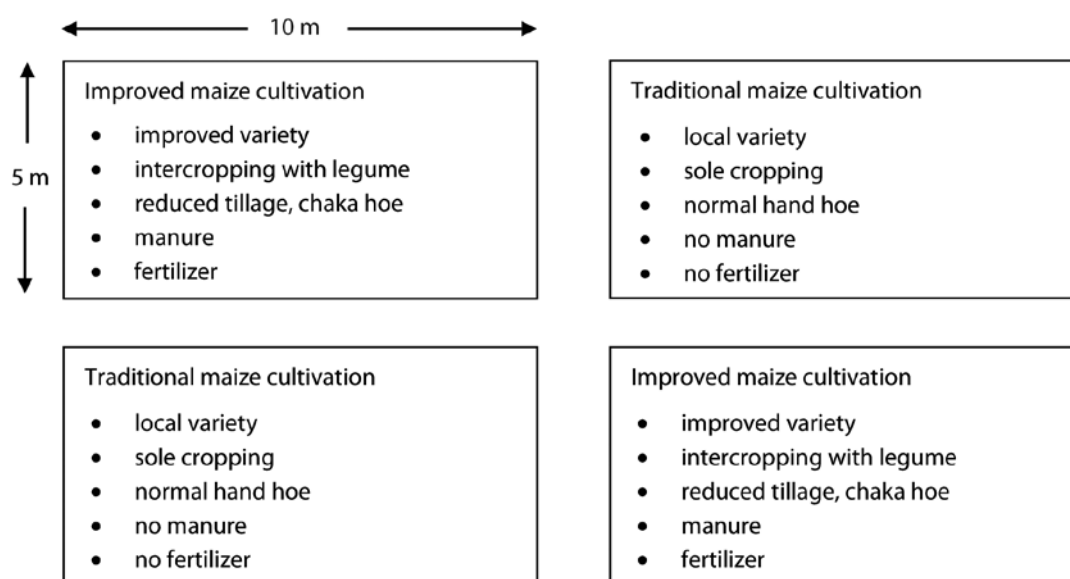 10 m
5 m
Improved maize cultivation
• improved variety
• intercropping with legume
• reduced tillage, chaka hoe
• manure
• fertilizer
Traditional maize cultivation
• local variety
• sole cropping
• normal hand hoe
• no manure
• no fertilizer
Traditional maize cultivation
• local variety
• sole cropping
• normal hand hoe
• no manure
• no fertilizer
Improved maize cultivation
• improved variety
• intercropping with legume
• reduced tillage, chaka hoe
• manure
• fertilizer